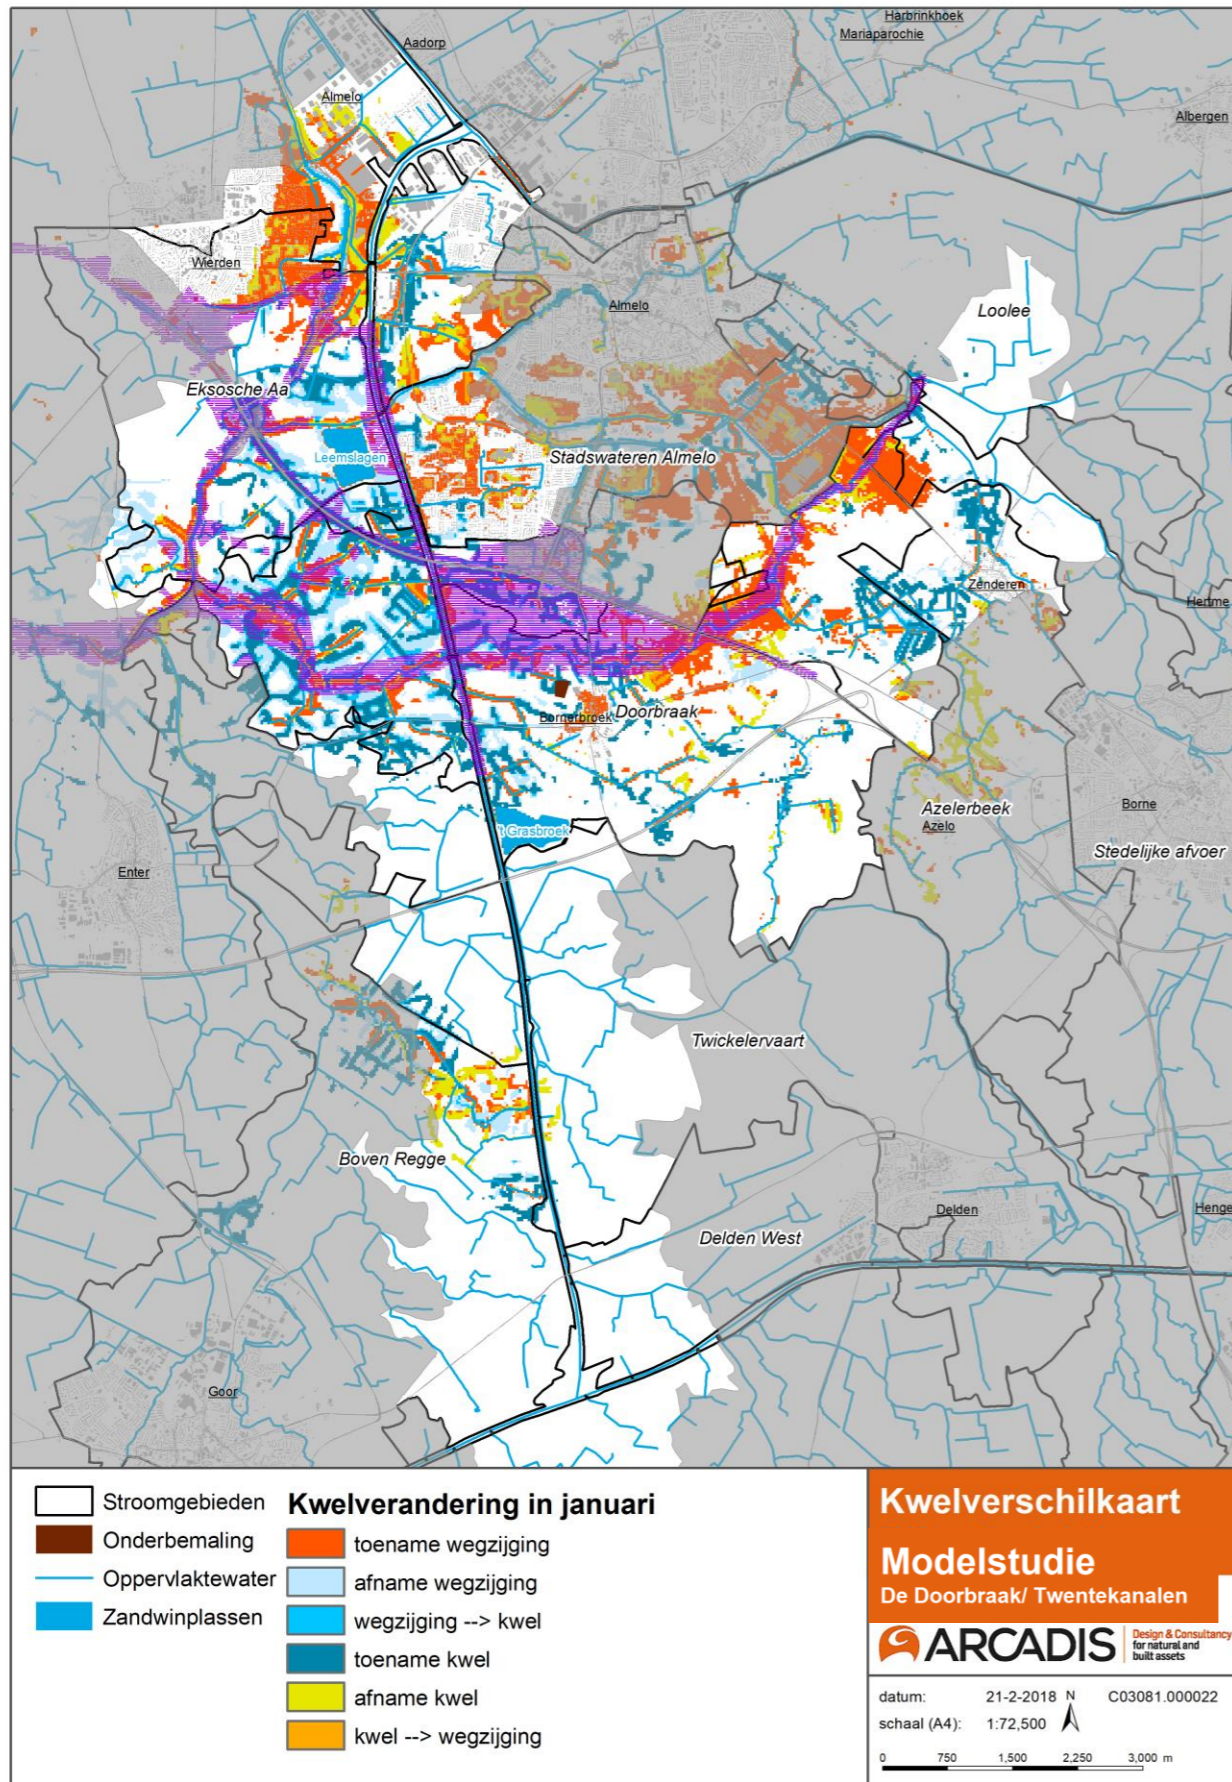 Harbrinkhoek
Mariaparochie
Aadorp
Almelo
Albergen
Wierden
Almelo
Loolee
Eksosche Aa
Leemslagen
Stadswateren Almelo
Zenderen
Hertme
Bornerbroek
Doorbraak
't Grasbroek
Azelerbeek
Azelo
Borne
Stedelijke afvoer
Enter
Twickelervaart
Boven Regge
Delden
Henge
Delden West
Goor
Stroomgebieden
Onderbemaling
Oppervlaktewater
Zandwinplassen
Kwelverandering in januari
toename wegzijging
afname wegzijging
wegzijging --> kwel
toename kwel
afname kwel
kwel --> wegzijging
Kwelverschilkaart
Modelstudie
De Doorbraak/ Twentekanalen
ARCADIS
Design & Consultancy
for natural and
built assets
datum: 21-2-2018 N C03081.000022
schaal (A4): 1:72,500
0 750 1,500 2,250 3,000 m